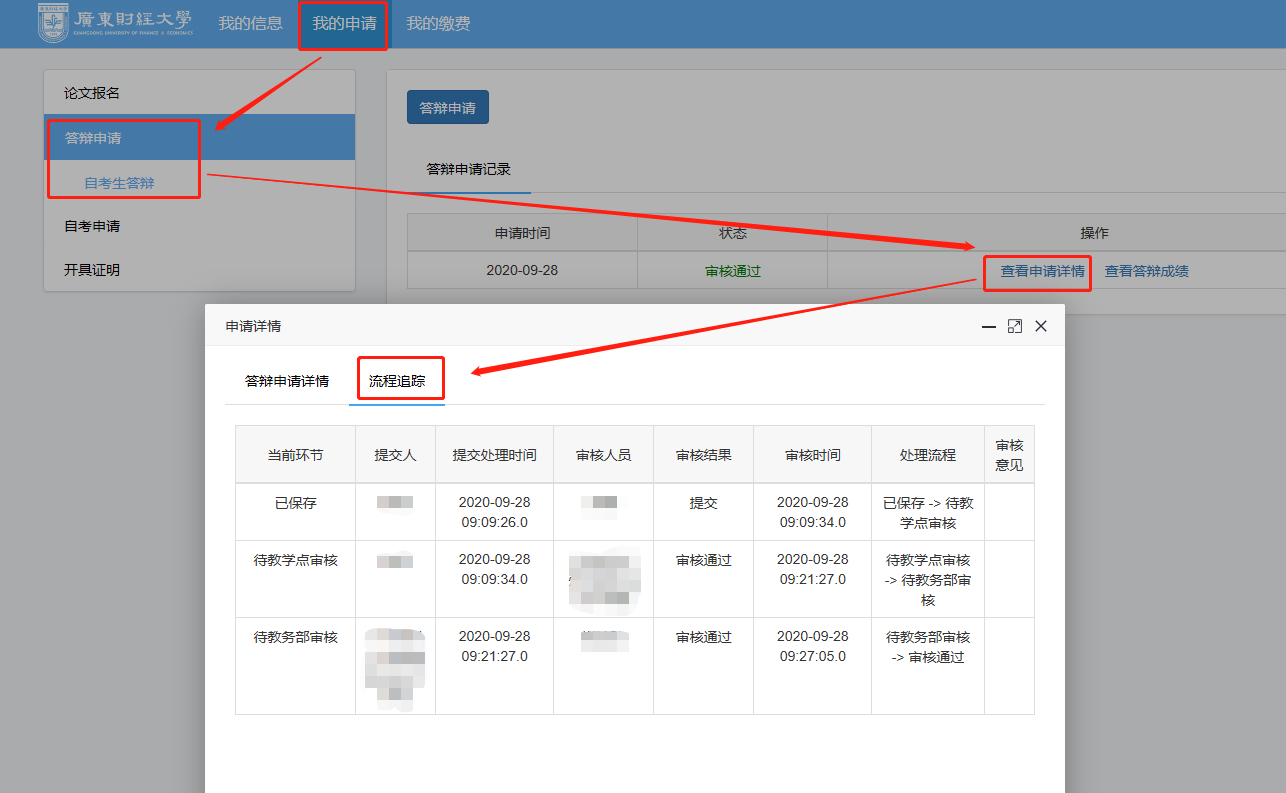 廣東財經大學
GUANGDONG UNIVERSITY OF FINANCE & ECONOMICS
我的信息
我的申请
我的缴费
论文报名
答辩申请
自考生答辩
自考申请
开具证明
答辩申请
答辩申请记录
申请时间 状态 操作
2020-09-28 审核通过 查看申请详情 查看答辩成绩
申请详情
答辩申请详情 流程追踪
当前环节 提交人 提交处理时间 审核人员 审核结果 审核时间 处理流程 审核
意见
已保存 2020-09-28 提交 2020-09-28 已保存 -> 待教
09:09:26.0 09:09:34.0 学点审核
待教学点审核 2020-09-28 审核通过 2020-09-28 待教学点审核
09:09:34.0 09:21:27.0 -> 待教务部审
核
待教务部审核 2020-09-28 审核通过 2020-09-28 待教务部审核
09:21:27.0 09:27:05.0 -> 审核通过